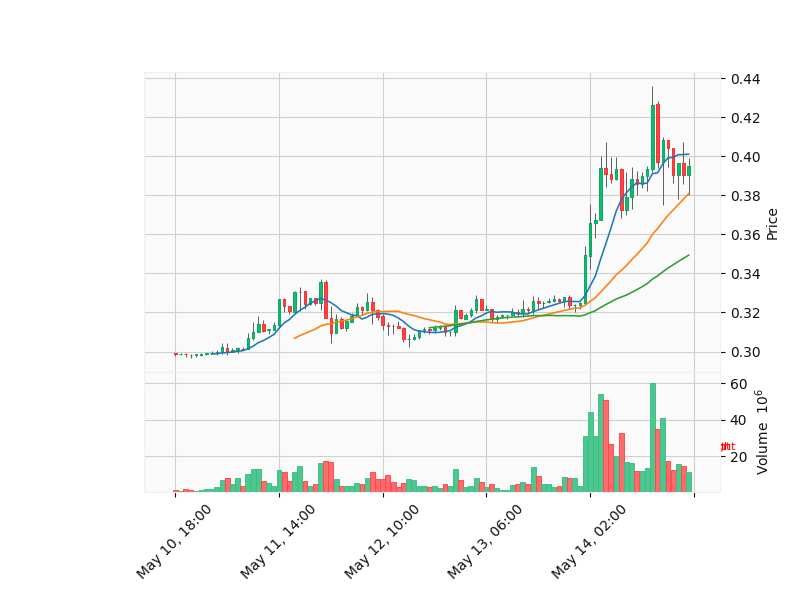 0.44
0.42
0.40
0.38
0.36
0.34
0.32
0.30
Price
60
40
20
Volume 10^6
May 10, 18:00
May 11, 14:00
May 12, 10:00
May 13, 06:00
May 14, 02:00